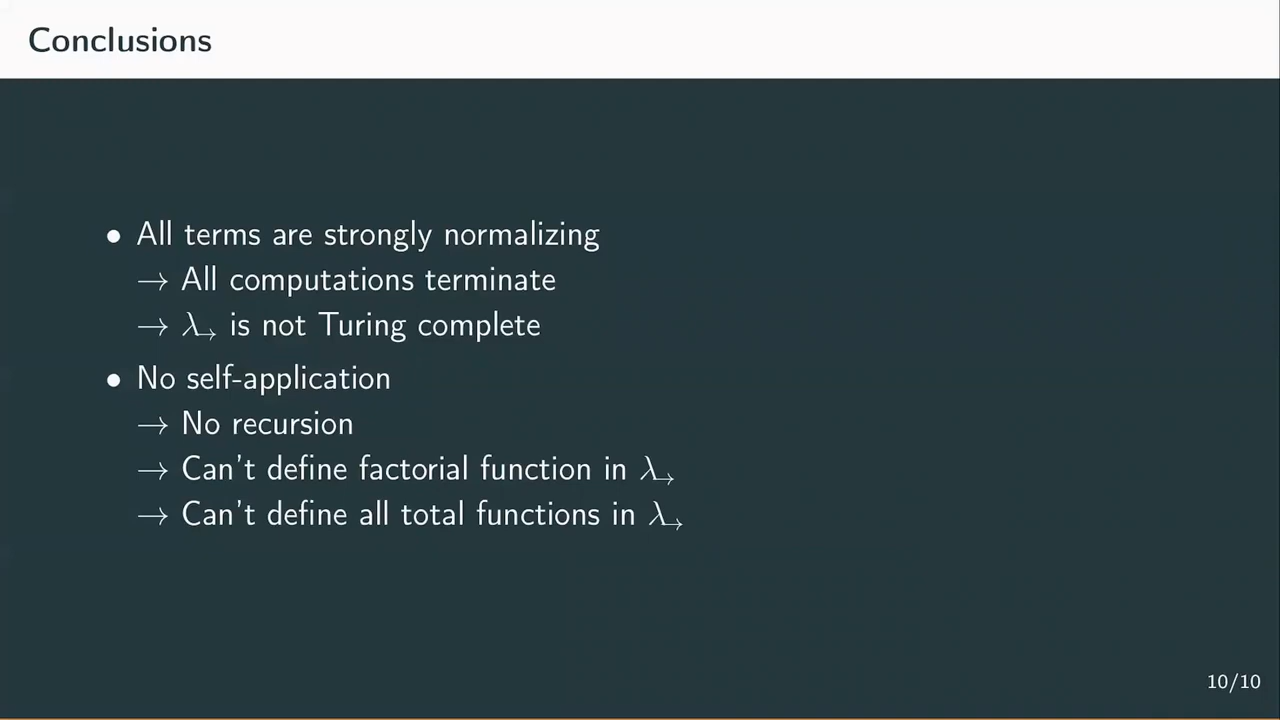 Conclusions
• All terms are strongly normalizing
→ All computations terminate
→ λ→ is not Turing complete
• No self-application
→ No recursion
→ Can't define factorial function in λ→
→ Can't define all total functions in λ→
10/10